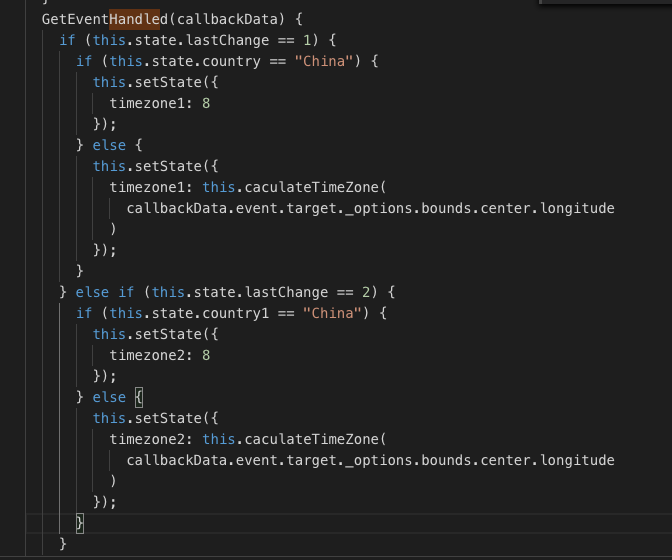 GetEventHandled(callbackData) {
if (this.state.lastChange == 1) {
if (this.state.country == "China") {
this.setState({
timezone1: 8
});
} else {
this.setState({
timezone1: this.caculateTimeZone(
callbackData.event.target._options.bounds.center.longitude
)
});
}
} else if (this.state.lastChange == 2) {
if (this.state.country1 == "China") {
this.setState({
timezone2: 8
});
} else {
this.setState({
timezone2: this.caculateTimeZone(
callbackData.event.target._options.bounds.center.longitude
)
});
}
}